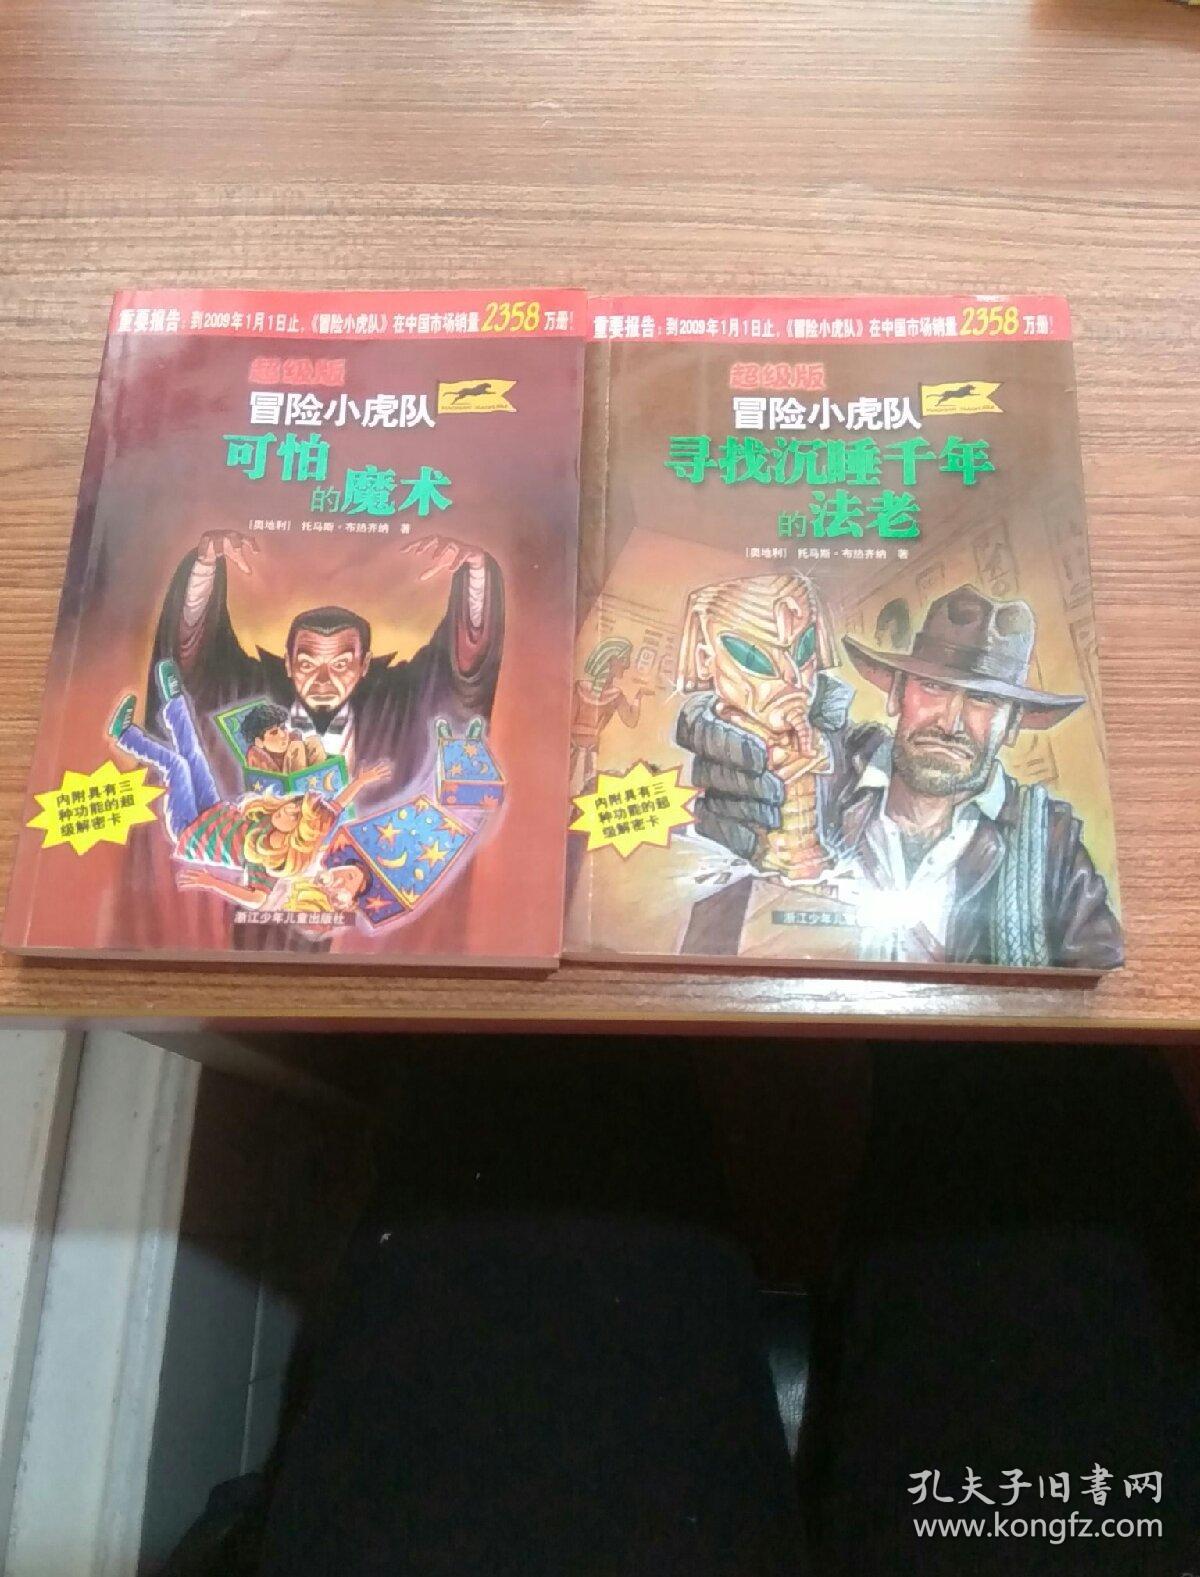 重要报告：到2009年1月1日止，《冒险小虎队》在中国市场销量2358万册！
超级版
冒险小虎队
可怕
的魔术
［奥地利］ 托马斯·布热齐纳 著
内附具有三
种功能的超
级解密卡
浙江少年儿童出版社
重要报告：到2009年1月1日止，《冒险小虎队》在中国市场销量2358万册！
超级版
冒险小虎队
寻找沉睡千年
的法老
［奥地利］ 托马斯·布热齐纳 著
内附具有三
种功能的超
级解密卡
浙江少年儿
孔夫子旧书网
www.kongfz.com